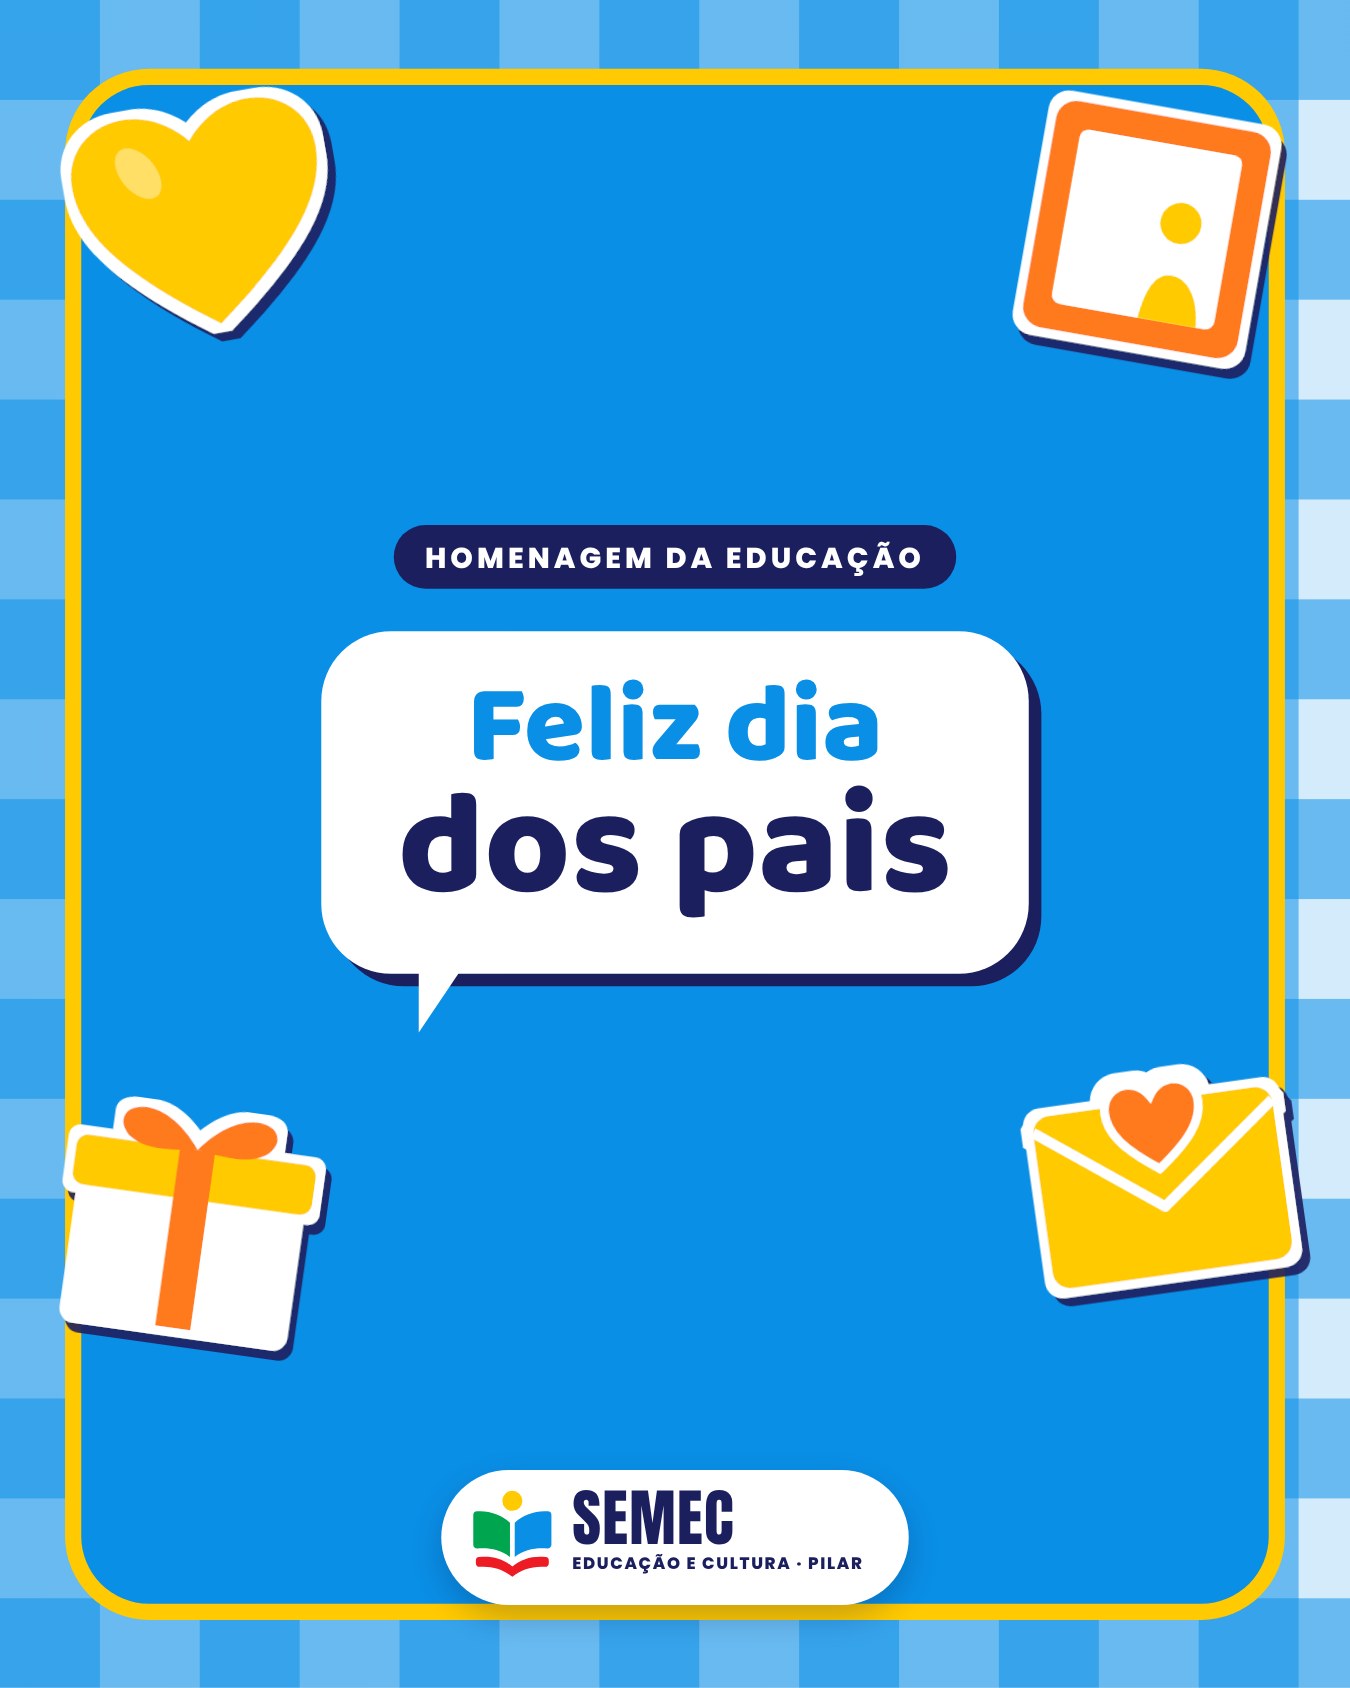 HOMENAGEM DA EDUCAÇÃO
Feliz dia
dos pais
SEMEC
EDUCAÇÃO E CULTURA · PILAR